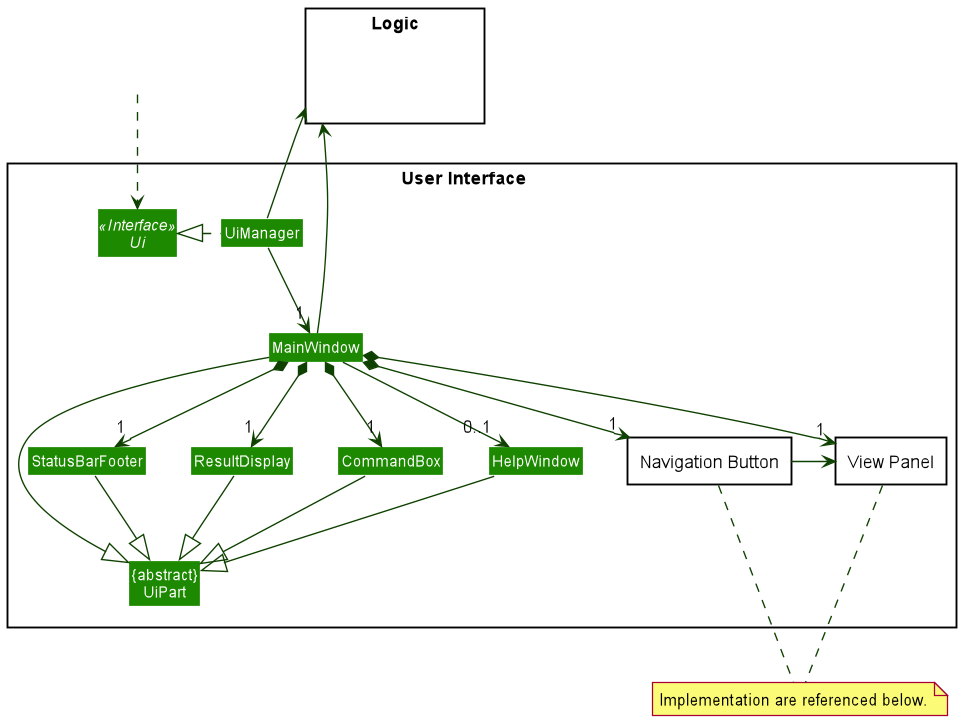 Logic
User Interface
«Interface»
Ui
UiManager
1
MainWindow
1
1
1
0..1
1
1
StatusBarFooter
ResultDisplay
CommandBox
HelpWindow
Navigation Button
View Panel
{abstract}
UiPart
Implementation are referenced below.